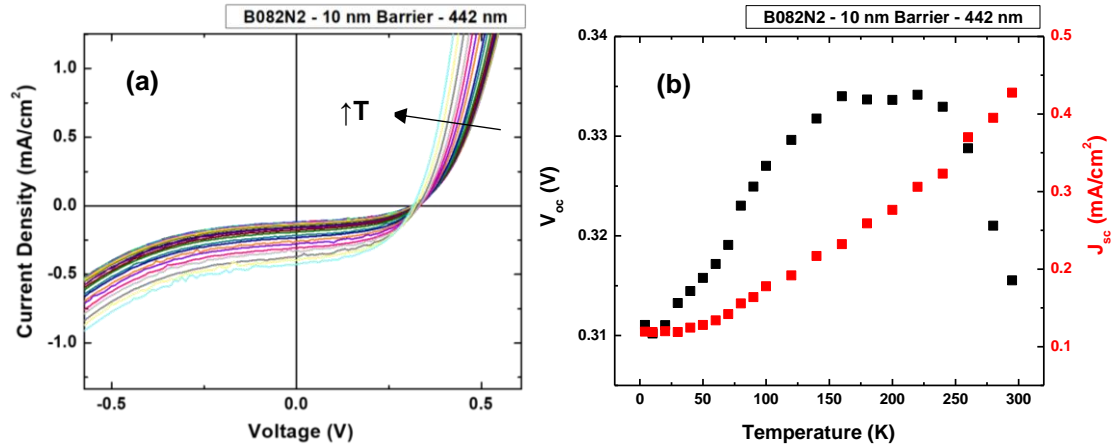 B082N2 - 10 nm Barrier - 442 nm
(a)
↑T
1.0
0.5
0.0
-0.5
-1.0
Current Density (mA/cm²)
-0.5
0.0
0.5
Voltage (V)
B082N2 - 10 nm Barrier - 442 nm
(b)
0.34
0.33
0.32
0.31
V_oc (V)
0.5
0.4
0.3
0.2
0.1
J_sc (mA/cm²)
0
50
100
150
200
250
300
Temperature (K)